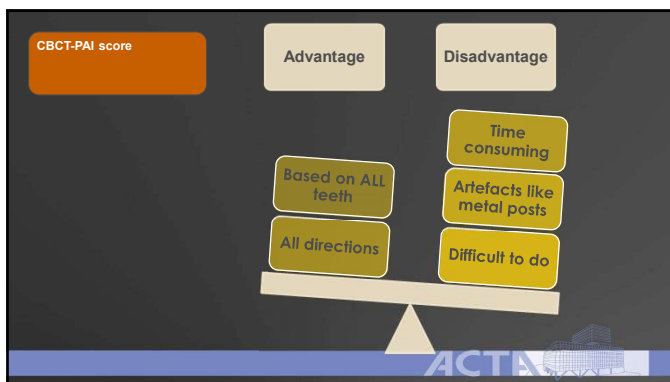 CBCT-PAI score
Advantage
Disadvantage
Based on ALL
teeth
All directions
Time
consuming
Artefacts like
metal posts
Difficult to do
ACTA